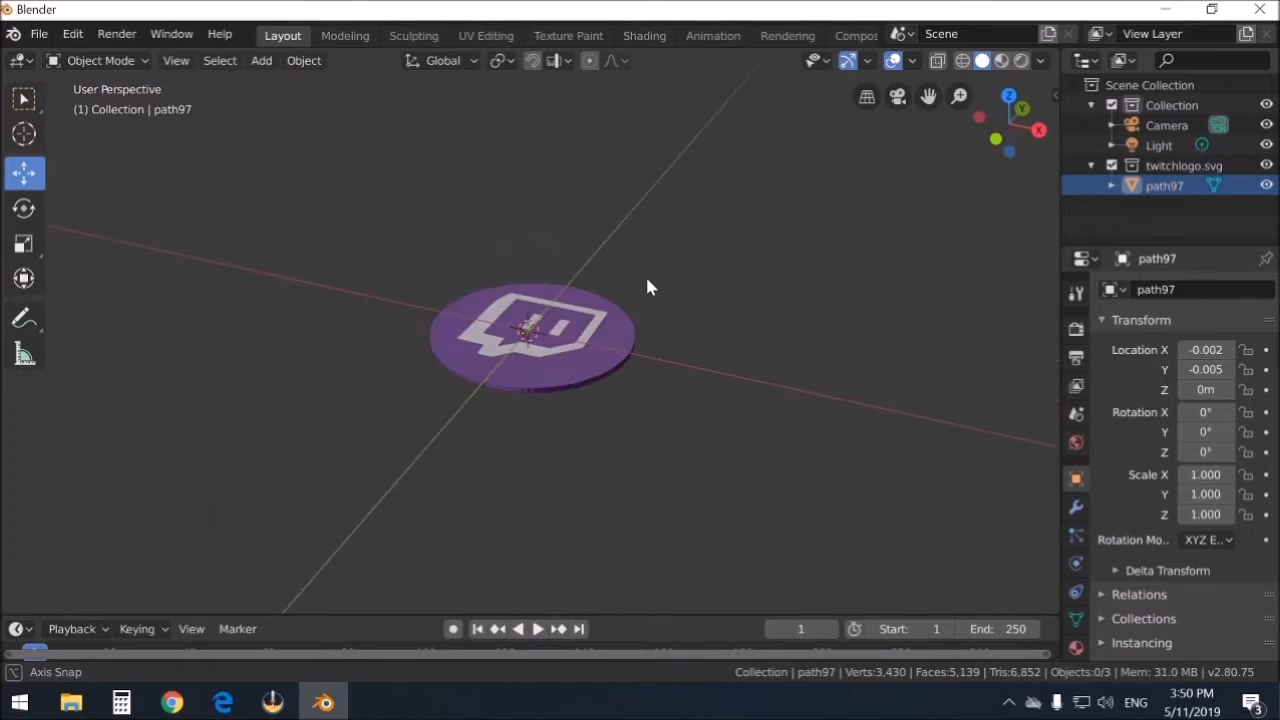 Blender
File Edit Render Window Help Layout Modeling Sculpting UV Editing Texture Paint Shading Animation Rendering Compos Scene View Layer
Object Mode View Select Add Object Global
User Perspective
(1) Collection | path97
Z
Y
X
Scene Collection
Collection
Camera
Light
twitchlogo.svg
path97
path97
path97
Transform
Location X -0.002
Y -0.005
Z 0m
Rotation X 0°
Y 0°
Z 0°
Scale X 1.000
Y 1.000
Z 1.000
Rotation Mo.. XYZ E..
Delta Transform
Relations
Collections
Instancing
Playback Keying View Marker 1 Start: 1 End: 250
Axis Snap Collection | path97 | Verts:3,430 | Faces:5,139 | Tris:6,852 | Objects:0/3 | Mem: 31.0 MB | v2.80.75
ENG 3:50 PM
5/11/2019 3